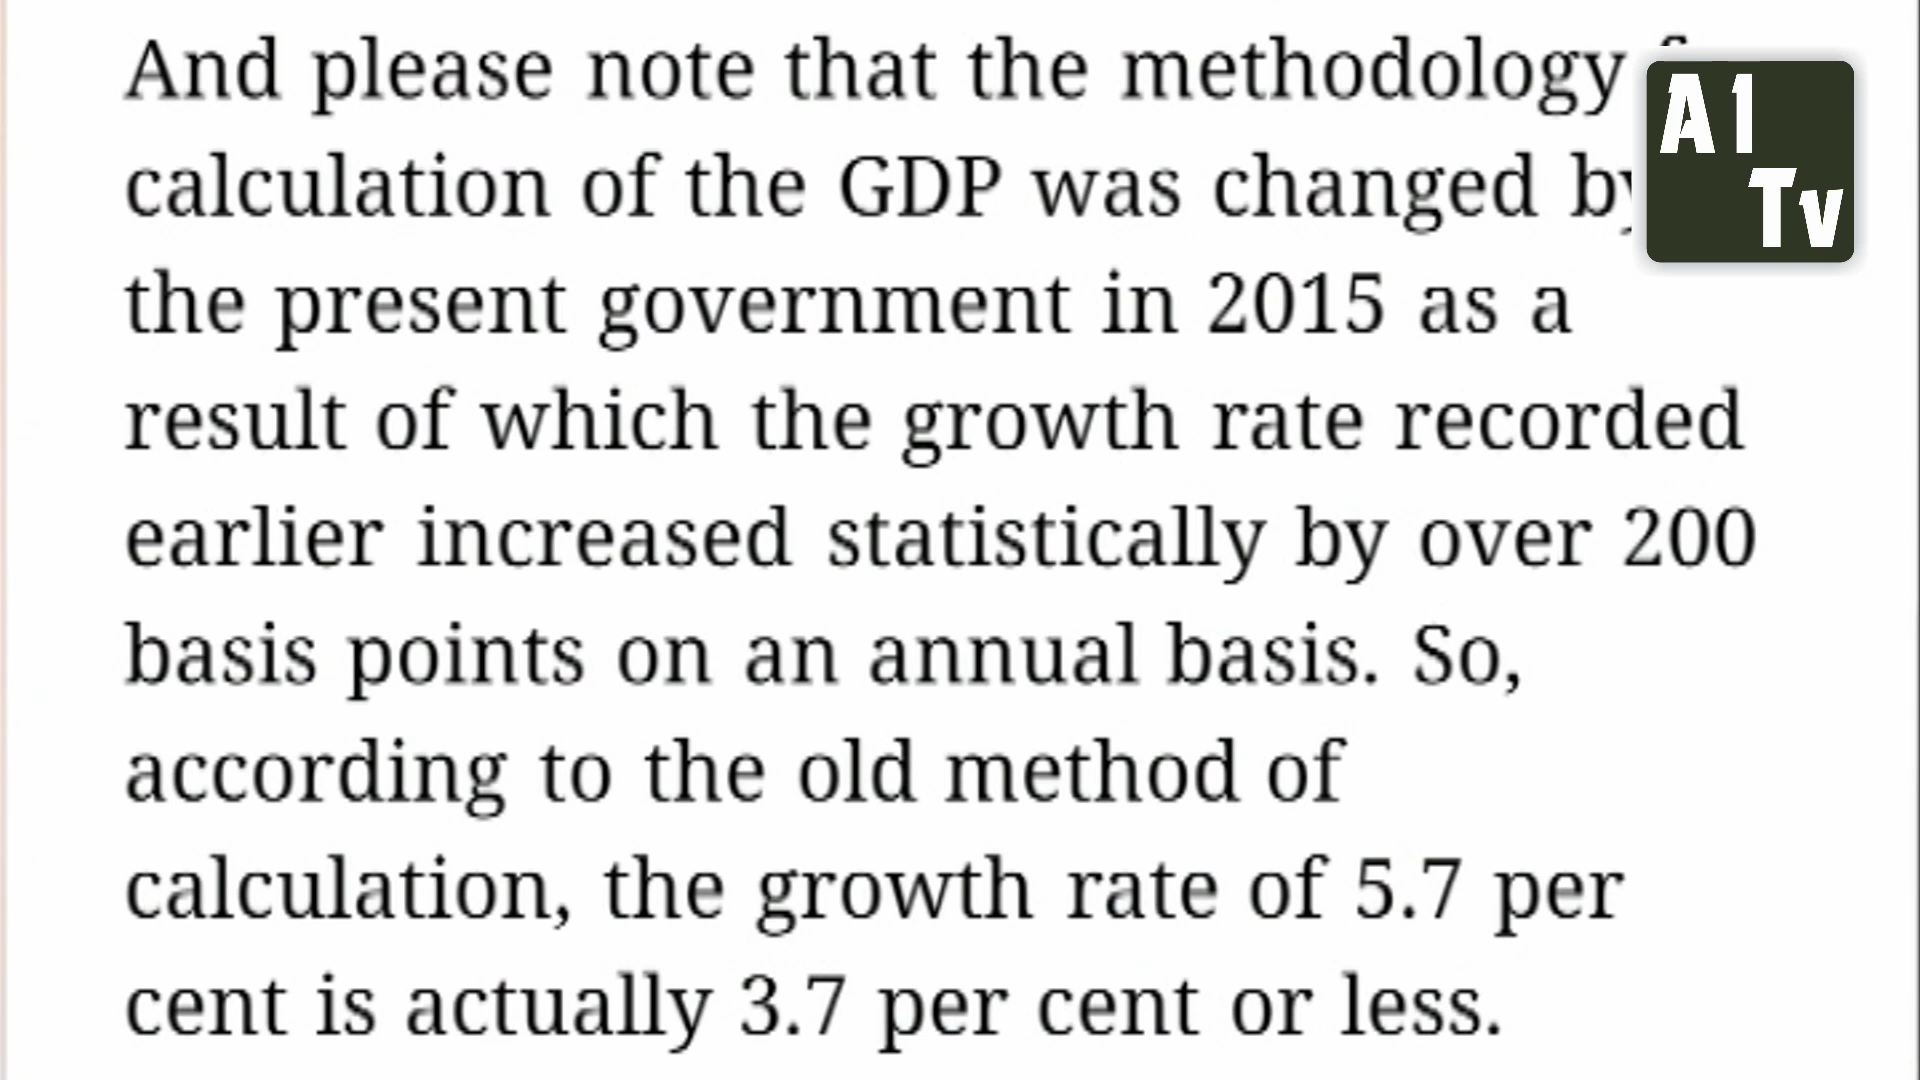 And please note that the methodology
calculation of the GDP was changed by
the present government in 2015 as a
result of which the growth rate recorded
earlier increased statistically by over 200
basis points on an annual basis. So,
according to the old method of
calculation, the growth rate of 5.7 per
cent is actually 3.7 per cent or less.
A1
Tv